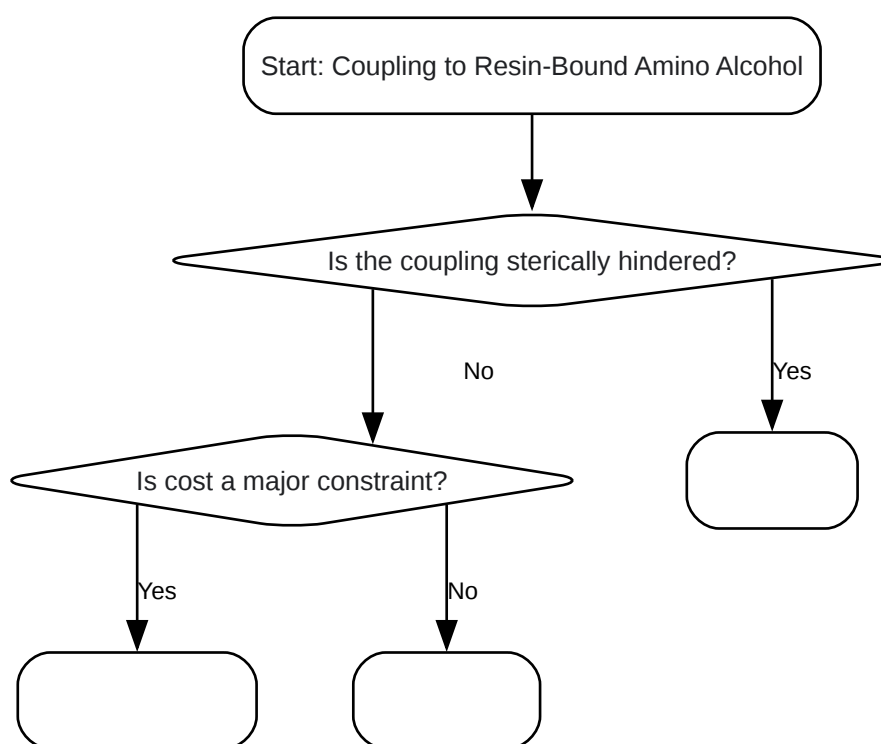 Start: Coupling to Resin-Bound Amino Alcohol
Is the coupling sterically hindered?
No
Yes
Is cost a major constraint?
Yes
No